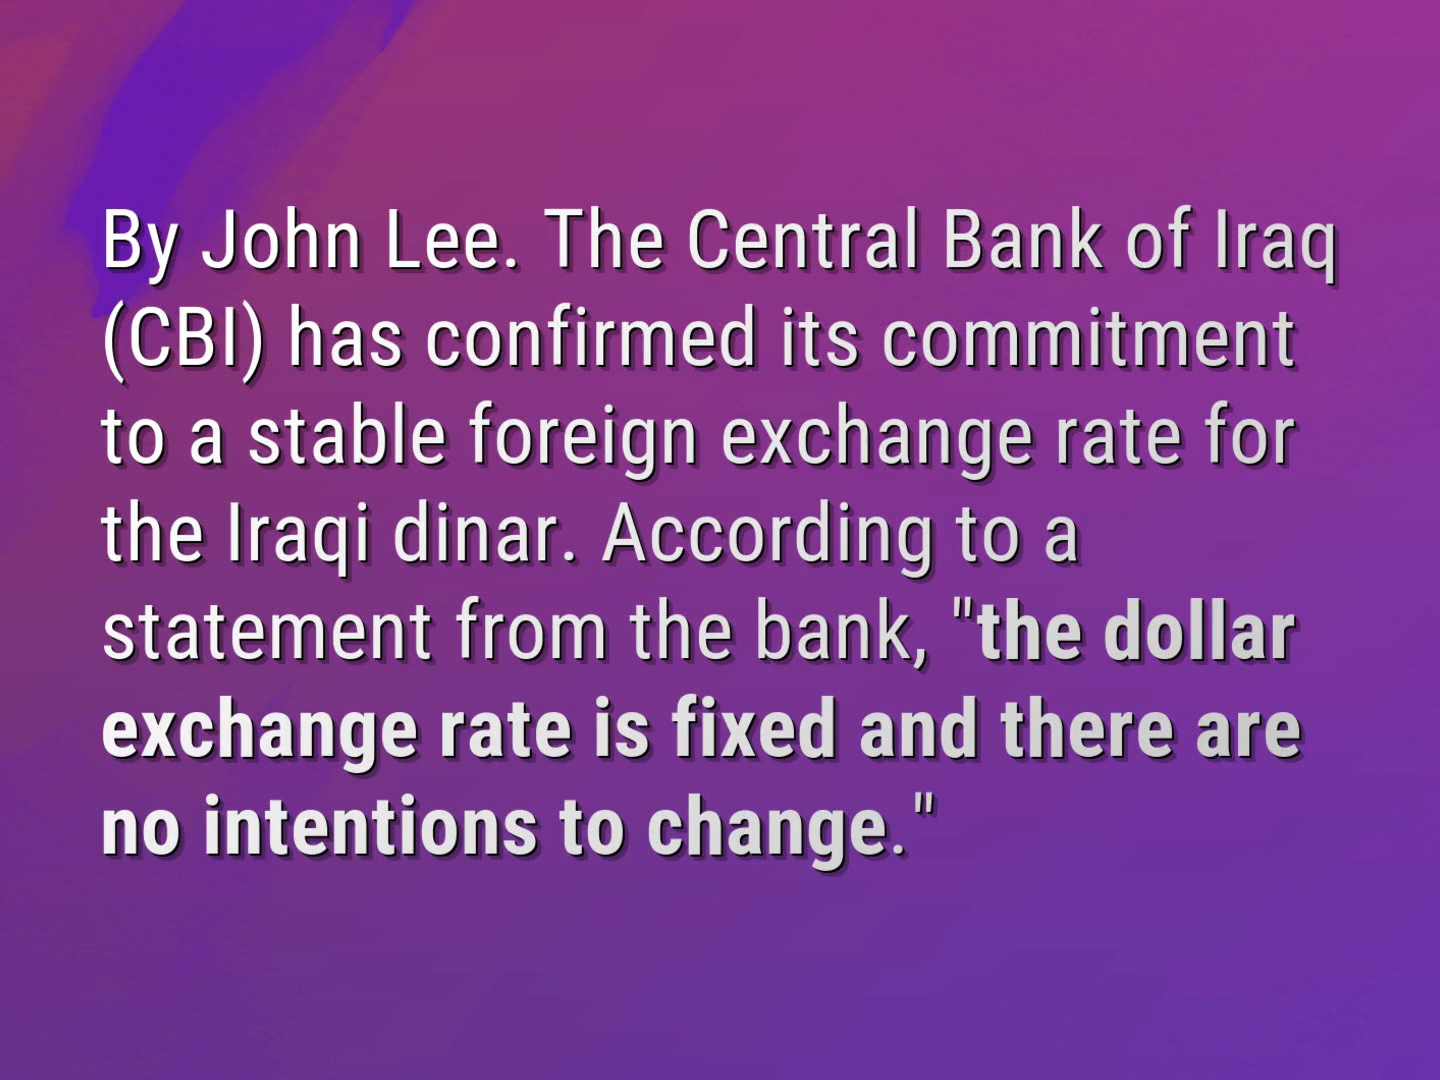 By John Lee. The Central Bank of Iraq
(CBI) has confirmed its commitment
to a stable foreign exchange rate for
the Iraqi dinar. According to a
statement from the bank, "the dollar
exchange rate is fixed and there are
no intentions to change."